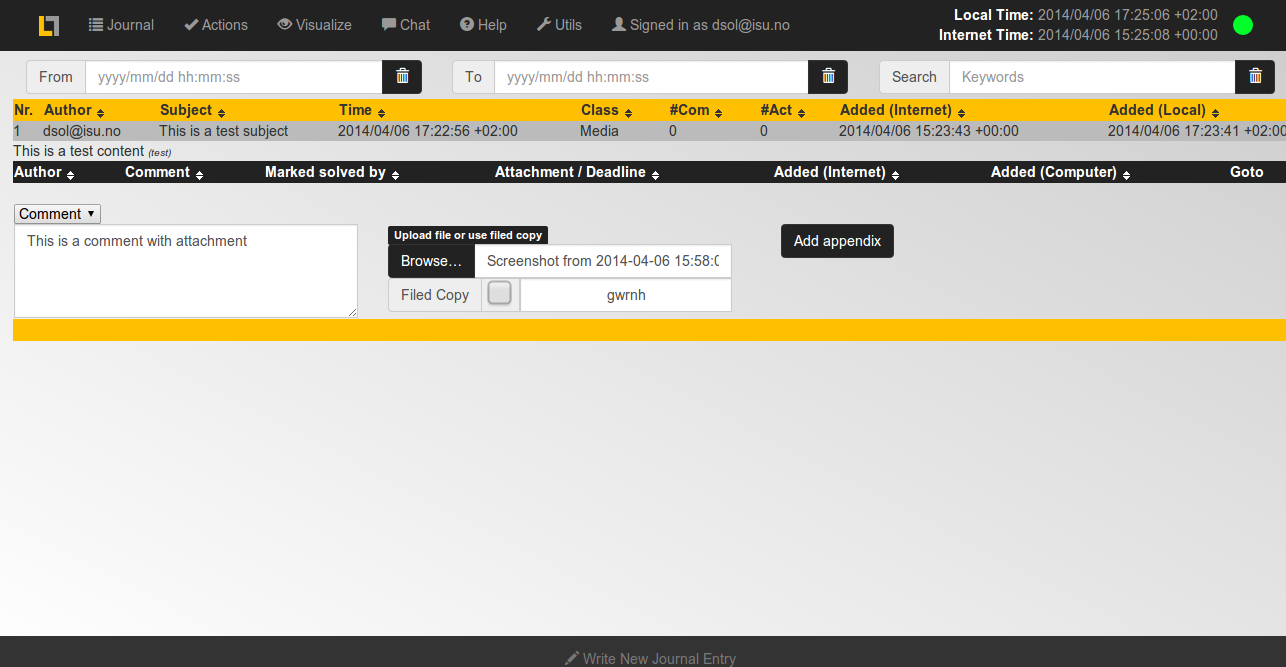 Journal Actions Visualize Chat Help Utils Signed in as dsol@isu.no
Local Time: 2014/04/06 17:25:06 +02:00
Internet Time: 2014/04/06 15:25:08 +00:00
From yyyy/mm/dd hh:mm:ss To yyyy/mm/dd hh:mm:ss Search Keywords
Nr. Author Subject Time Class #Com #Act Added (Internet) Added (Local)
1 dsol@isu.no This is a test subject 2014/04/06 17:22:56 +02:00 Media 0 0 2014/04/06 15:23:43 +00:00 2014/04/06 17:23:41 +02:00
This is a test content (test)
Author Comment Marked solved by Attachment / Deadline Added (Internet) Added (Computer) Goto
Comment
This is a comment with attachment
Upload file or use filed copy
Browse... Screenshot from 2014-04-06 15:58:0
Add appendix
Filed Copy gwrnh
Write New Journal Entry